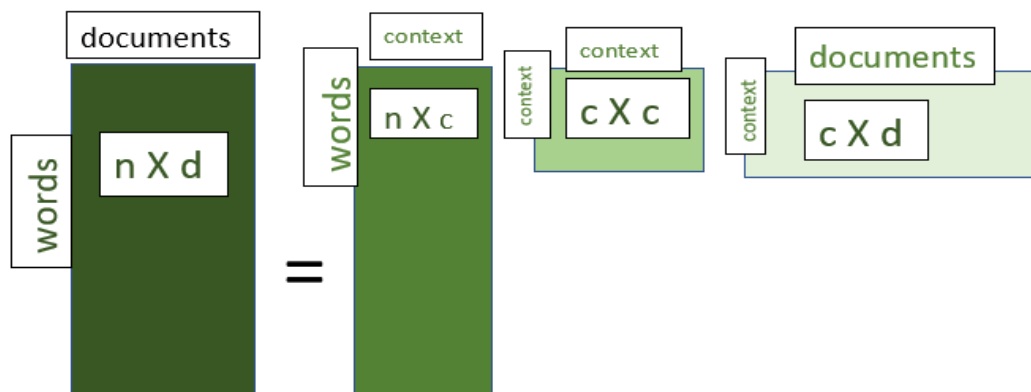 documents
words
n X d
=
context
words
n X c
context
context
c X c
documents
context
c X d